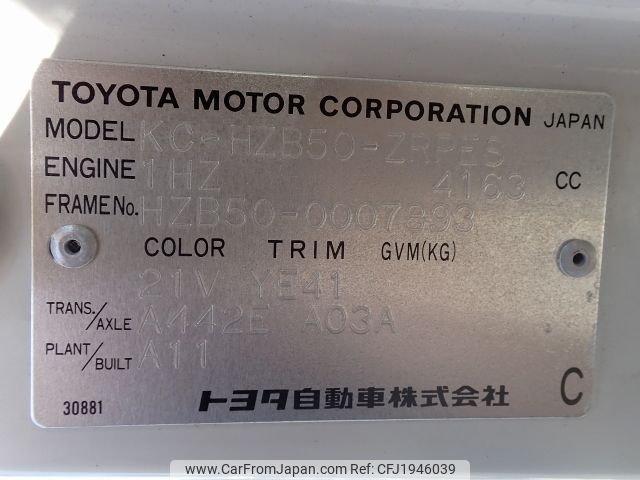 TOYOTA MOTOR CORPORATION JAPAN
MODEL KC-HZB50-ZRPES
ENGINE 1HZ 4163 CC
FRAME No. HZB50-0007893
COLOR TRIM GVM(KG)
21V YE41
TRANS./AXLE A442E A03A
PLANT/BUILT A11
30881 トヨタ自動車株式会社 C
www.CarFromJapan.com | © CarFromJapan - CFJ1946039